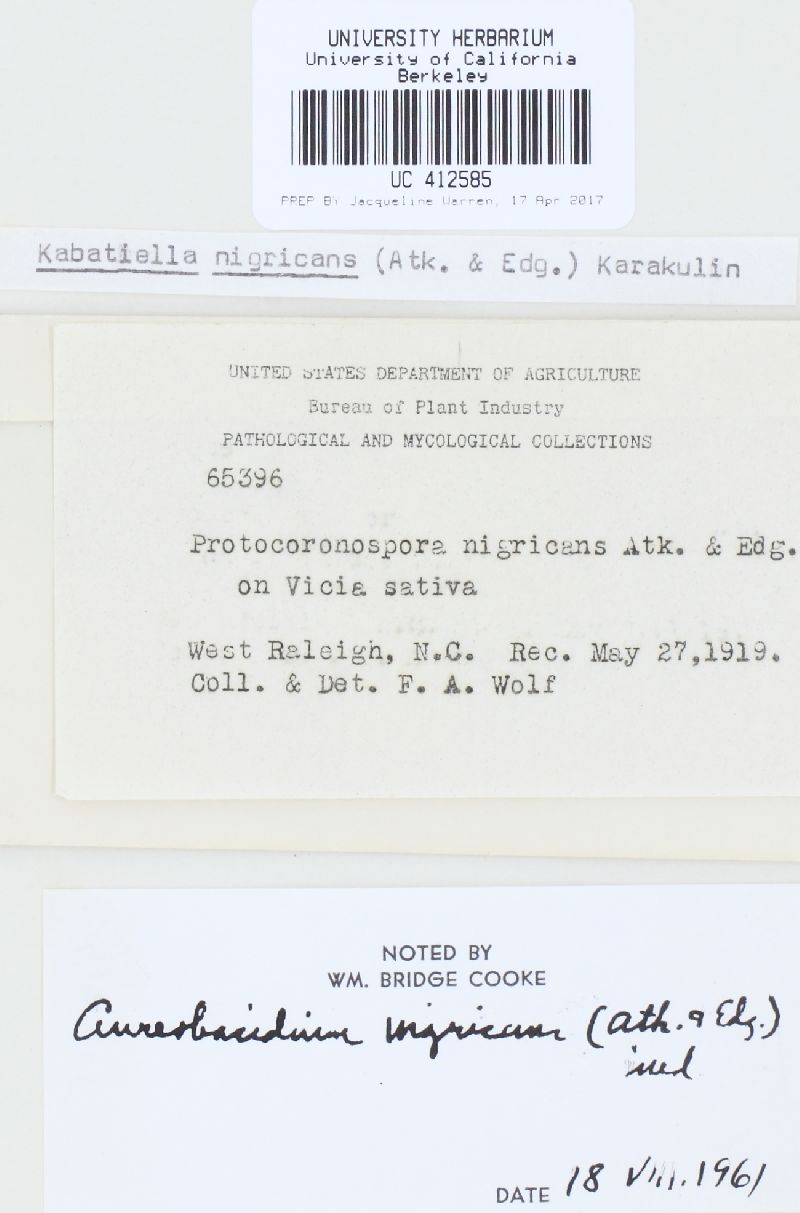 UNIVERSITY HERBARIUM
University of California
Berkeley
UC 412585
PREP BY Jacqueline Warren, 17 Apr 2017
Kabatiella nigricans (Atk. & Edg.) Karakulin
UNITED STATES DEPARTMENT OF AGRICULTURE
Bureau of Plant Industry
PATHOLOGICAL AND MYCOLOGICAL COLLECTIONS
65396
Protocoronospora nigricans Atk. & Edg.
on Vicia sativa
West Raleigh, N.C. Rec. May 27,1919.
Coll. & Det. F. A. Wolf
NOTED BY
WM. BRIDGE COOKE
Aureobasidium nigricans (Atk. & Edg.)
ined
DATE 18 VIII.1961